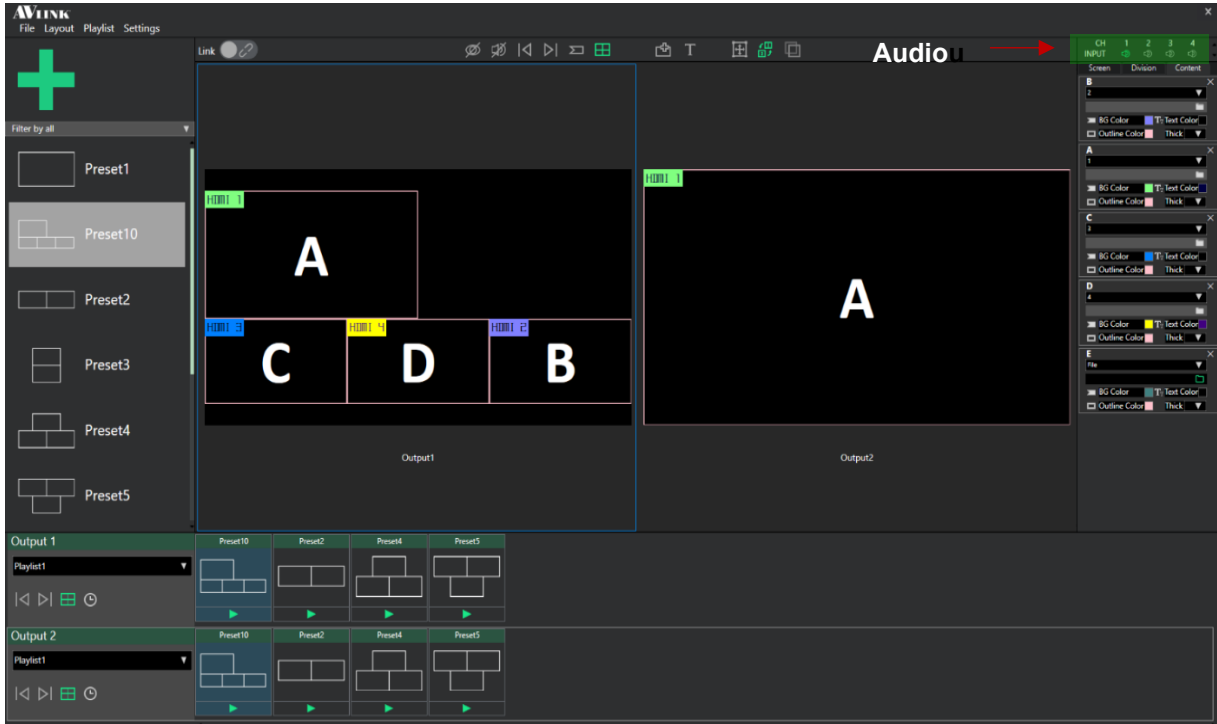 AVLINK
x
File Layout Playlist Settings
Link
T
Audiou
CH 1 2 3 4
INPUT
Screen Division Content
Filter by all
Preset1
Preset10
Preset2
Preset3
Preset4
Preset5
HDMI 1
A
HDMI 3
C
HDMI 4
D
HDMI 2
B
Output1
HDMI 1
A
Output2
B
2
BG Color T: Text Color
Outline Color Thick
A
1
BG Color T: Text Color
Outline Color Thick
C
3
BG Color T: Text Color
Outline Color Thick
D
4
BG Color T: Text Color
Outline Color Thick
E
File
BG Color T: Text Color
Outline Color Thick
Output 1
Playlist1
Preset10 Preset2 Preset4 Preset5
Output 2
Playlist1
Preset10 Preset2 Preset4 Preset5